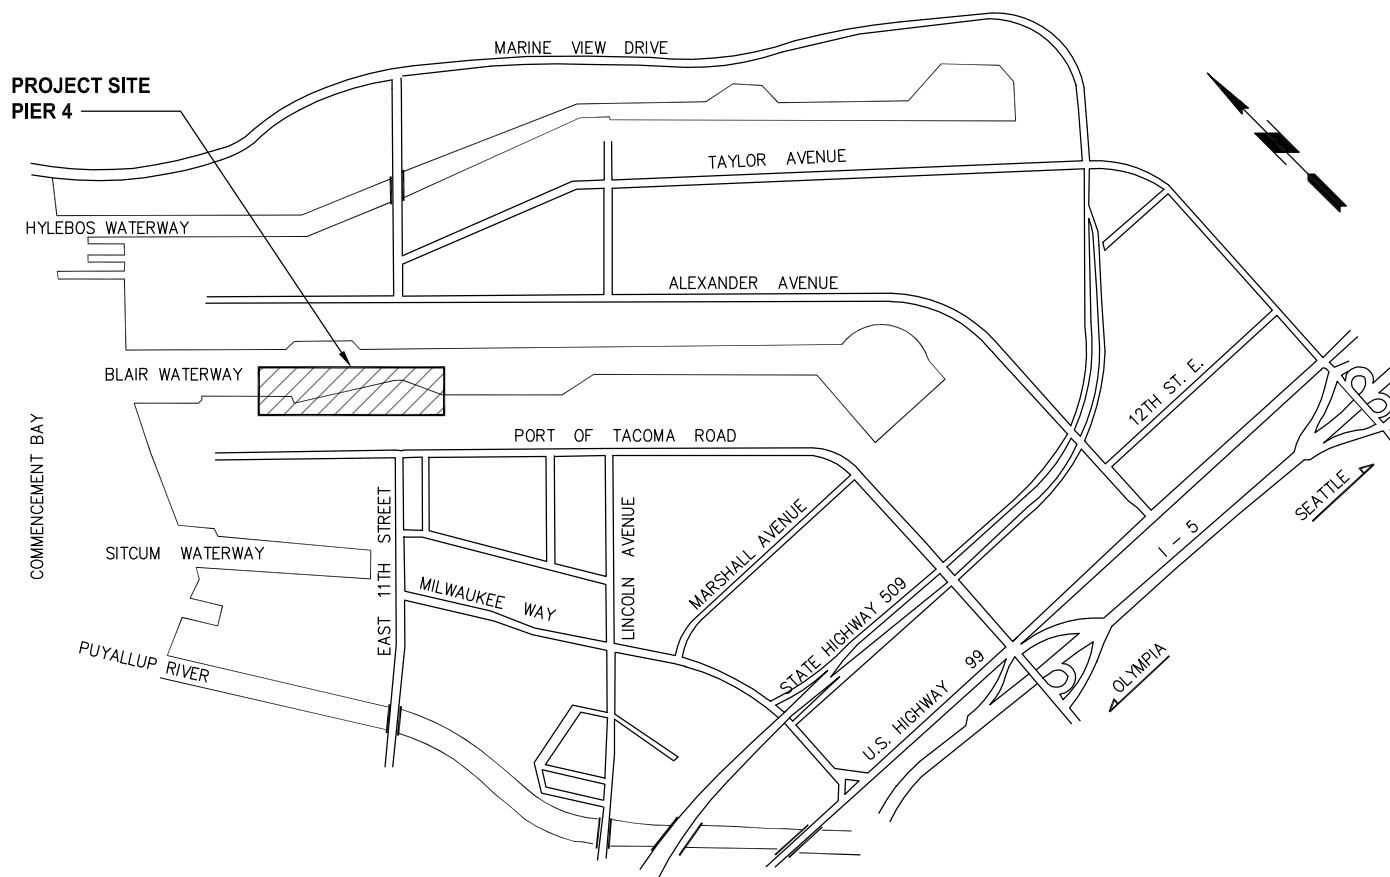 MARINE VIEW DRIVE
PROJECT SITE
PIER 4
TAYLOR AVENUE
HYLEBOS WATERWAY
ALEXANDER AVENUE
BLAIR WATERWAY
12TH ST. E.
COMMENCEMENT BAY
PORT OF TACOMA ROAD
SEATTLE
EAST 11TH STREET
LINCOLN AVENUE
MARSHALL AVENUE
I - 5
SITCUM WATERWAY
MILWAUKEE WAY
STATE HIGHWAY 509
PUYALLUP RIVER
U.S. HIGHWAY 99
OLYMPIA